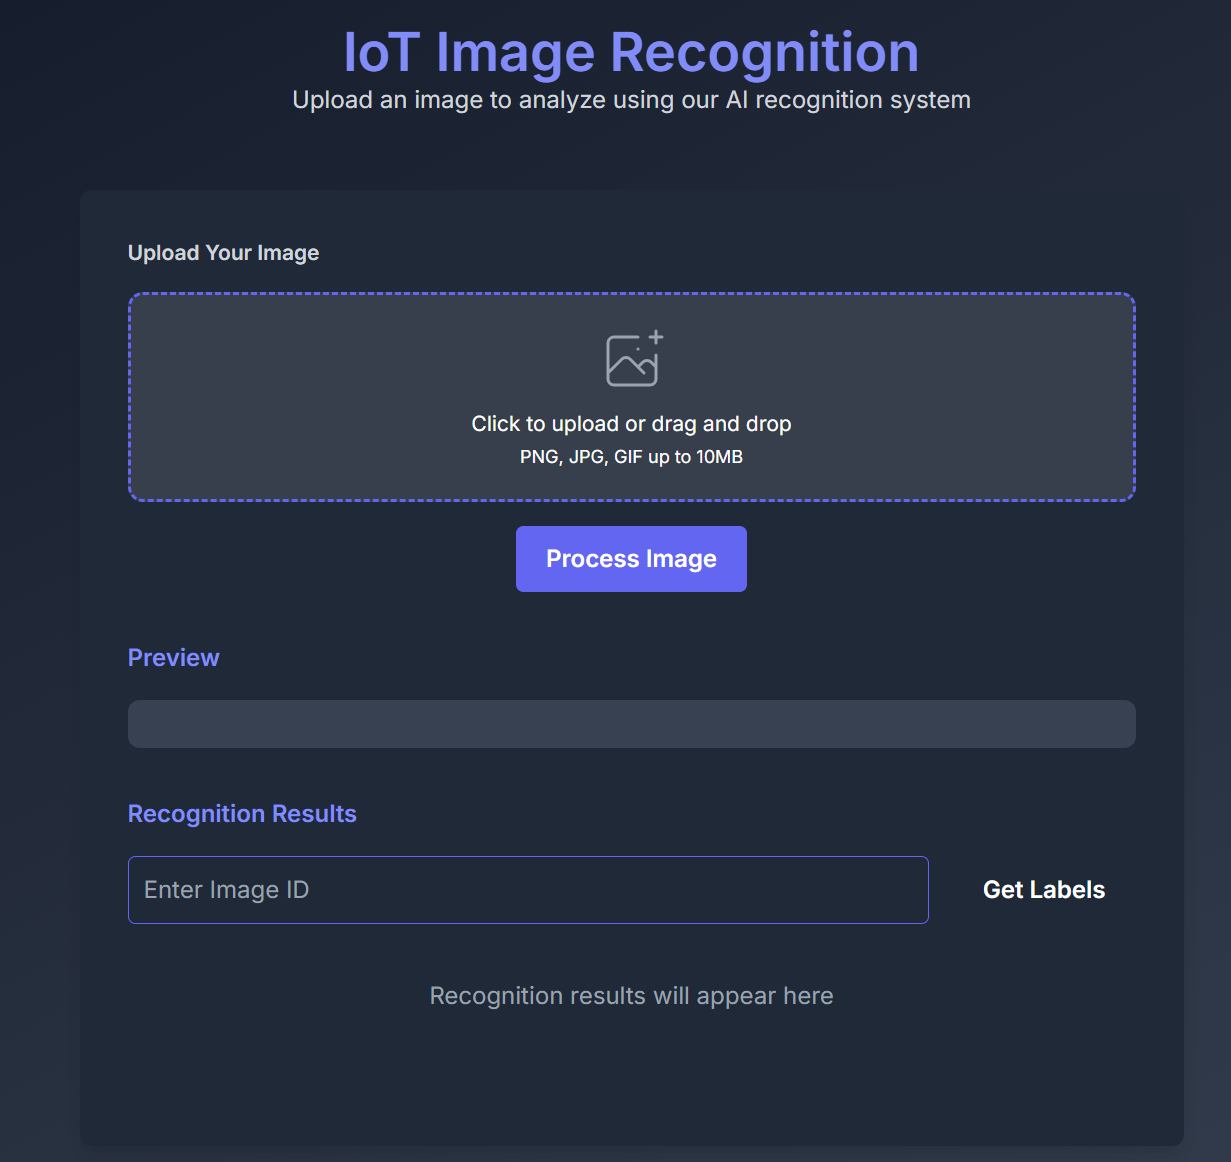 IoT Image Recognition
Upload an image to analyze using our AI recognition system
Upload Your Image
Click to upload or drag and drop
PNG, JPG, GIF up to 10MB
Process Image
Preview
Recognition Results
Enter Image ID
Get Labels
Recognition results will appear here